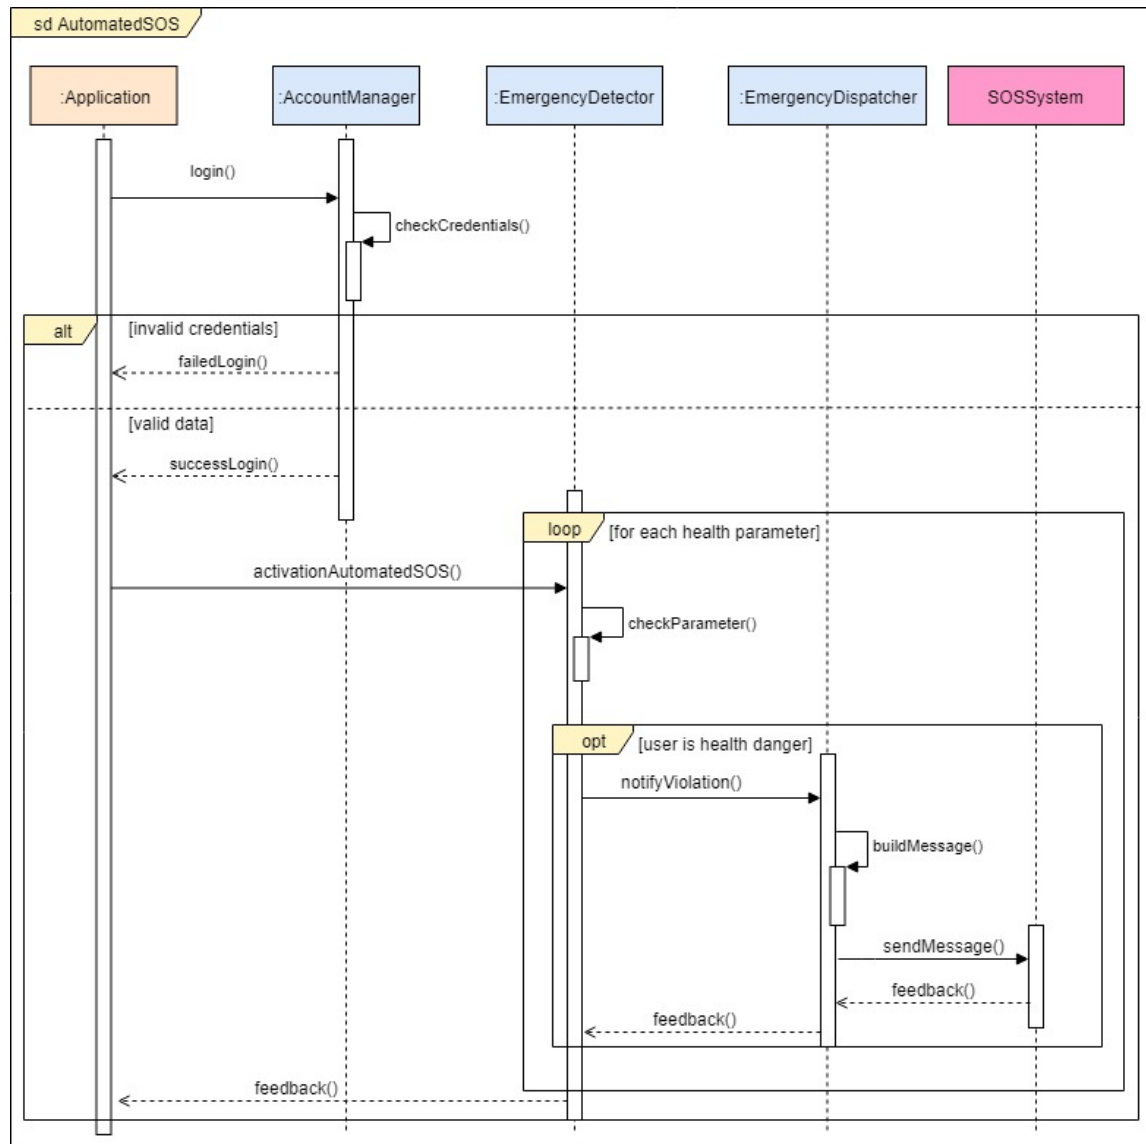 sd AutomatedSOS
:Application
:AccountManager
:EmergencyDetector
:EmergencyDispatcher
SOSSystem
login()
checkCredentials()
alt
[invalid credentials]
failedLogin()
[valid data]
successLogin()
loop
[for each health parameter]
activationAutomatedSOS()
checkParameter()
opt
[user is health danger]
notifyViolation()
buildMessage()
sendMessage()
feedback()
feedback()
feedback()